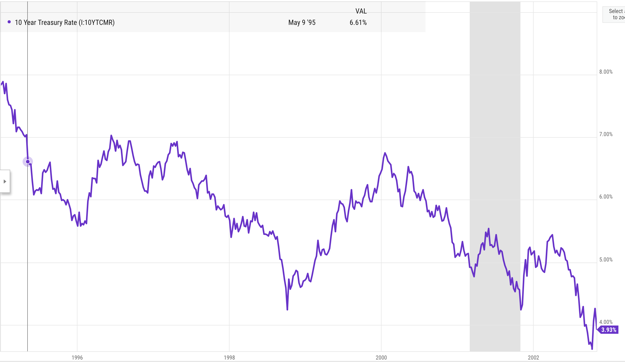 VAL
10 Year Treasury Rate (I:10YTCMR) May 9 '95 6.61%
Select
to zoo
8.00%
7.00%
6.00%
5.00%
4.00%
3.93%
1996 1998 2000 2002